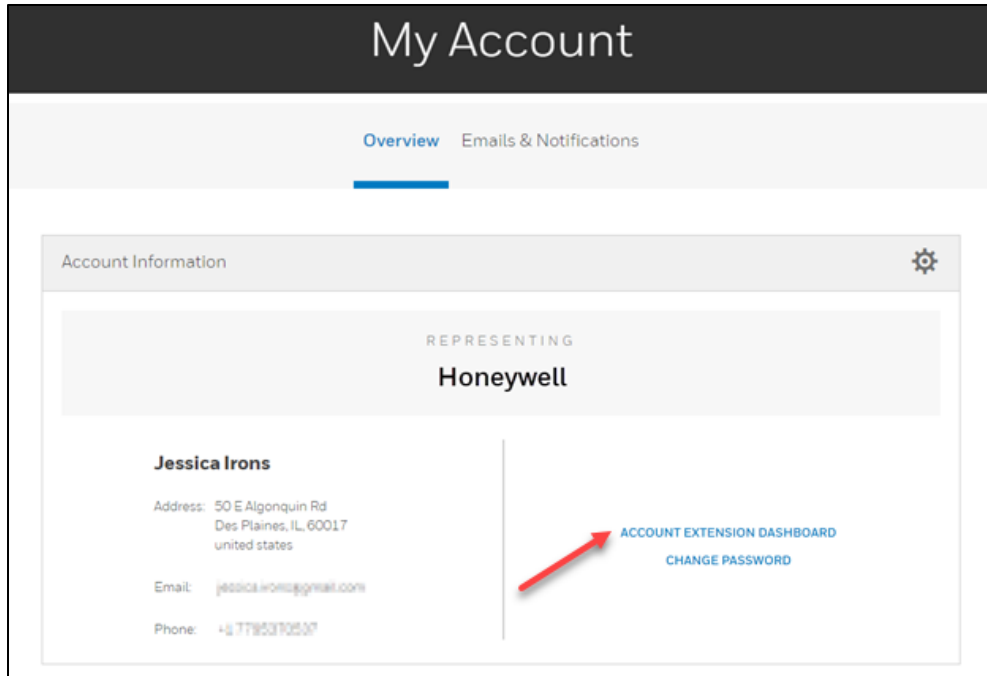 My Account
Overview Emails & Notifications
Account Information
REPRESENTING
Honeywell
Jessica Irons
Address: 50 E Algonquin Rd
Des Plaines, IL, 60017
united states
ACCOUNT EXTENSION DASHBOARD
CHANGE PASSWORD
Email:
Phone: